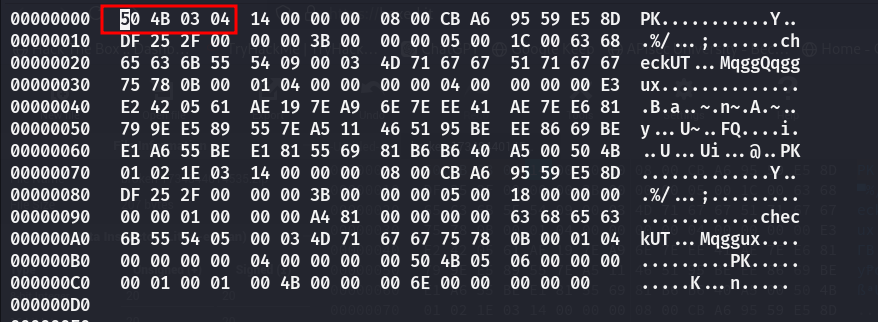 00000000 50 4B 03 04 14 00 00 00 08 00 CB A6 95 59 E5 8D PK...........Y..
00000010 DF 25 2F 00 00 00 3B 00 00 00 05 00 1C 00 63 68 .%/...;.......ch
00000020 65 63 6B 55 54 09 00 03 4D 71 67 67 51 71 67 67 eckUT...MqggQqgg
00000030 75 78 0B 00 01 04 00 00 00 00 04 00 00 00 00 E3 ux..............
00000040 E2 42 05 61 AE 19 7E A9 6E 7E EE 41 AE 7E E6 81 .B.a..~.n~.A.~..
00000050 79 9E E5 89 55 7E A5 11 46 51 95 BE EE 86 69 BE y...U~..FQ....i.
00000060 E1 A6 55 BE E1 81 55 69 81 B6 B6 40 A5 00 50 4B ..U...Ui...@..PK
00000070 01 02 1E 03 14 00 00 00 08 00 CB A6 95 59 E5 8D .............Y..
00000080 DF 25 2F 00 00 00 3B 00 00 00 05 00 18 00 00 00 .%/...;.........
00000090 00 00 01 00 00 00 A4 81 00 00 00 00 63 68 65 63 ............chec
000000A0 6B 55 54 05 00 03 4D 71 67 67 75 78 0B 00 01 04 kUT...Mqggux....
000000B0 00 00 00 00 04 00 00 00 00 50 4B 05 06 00 00 00 .........PK.....
000000C0 00 01 00 01 00 4B 00 00 00 6E 00 00 00 00 00 .....K...n.....
000000D0